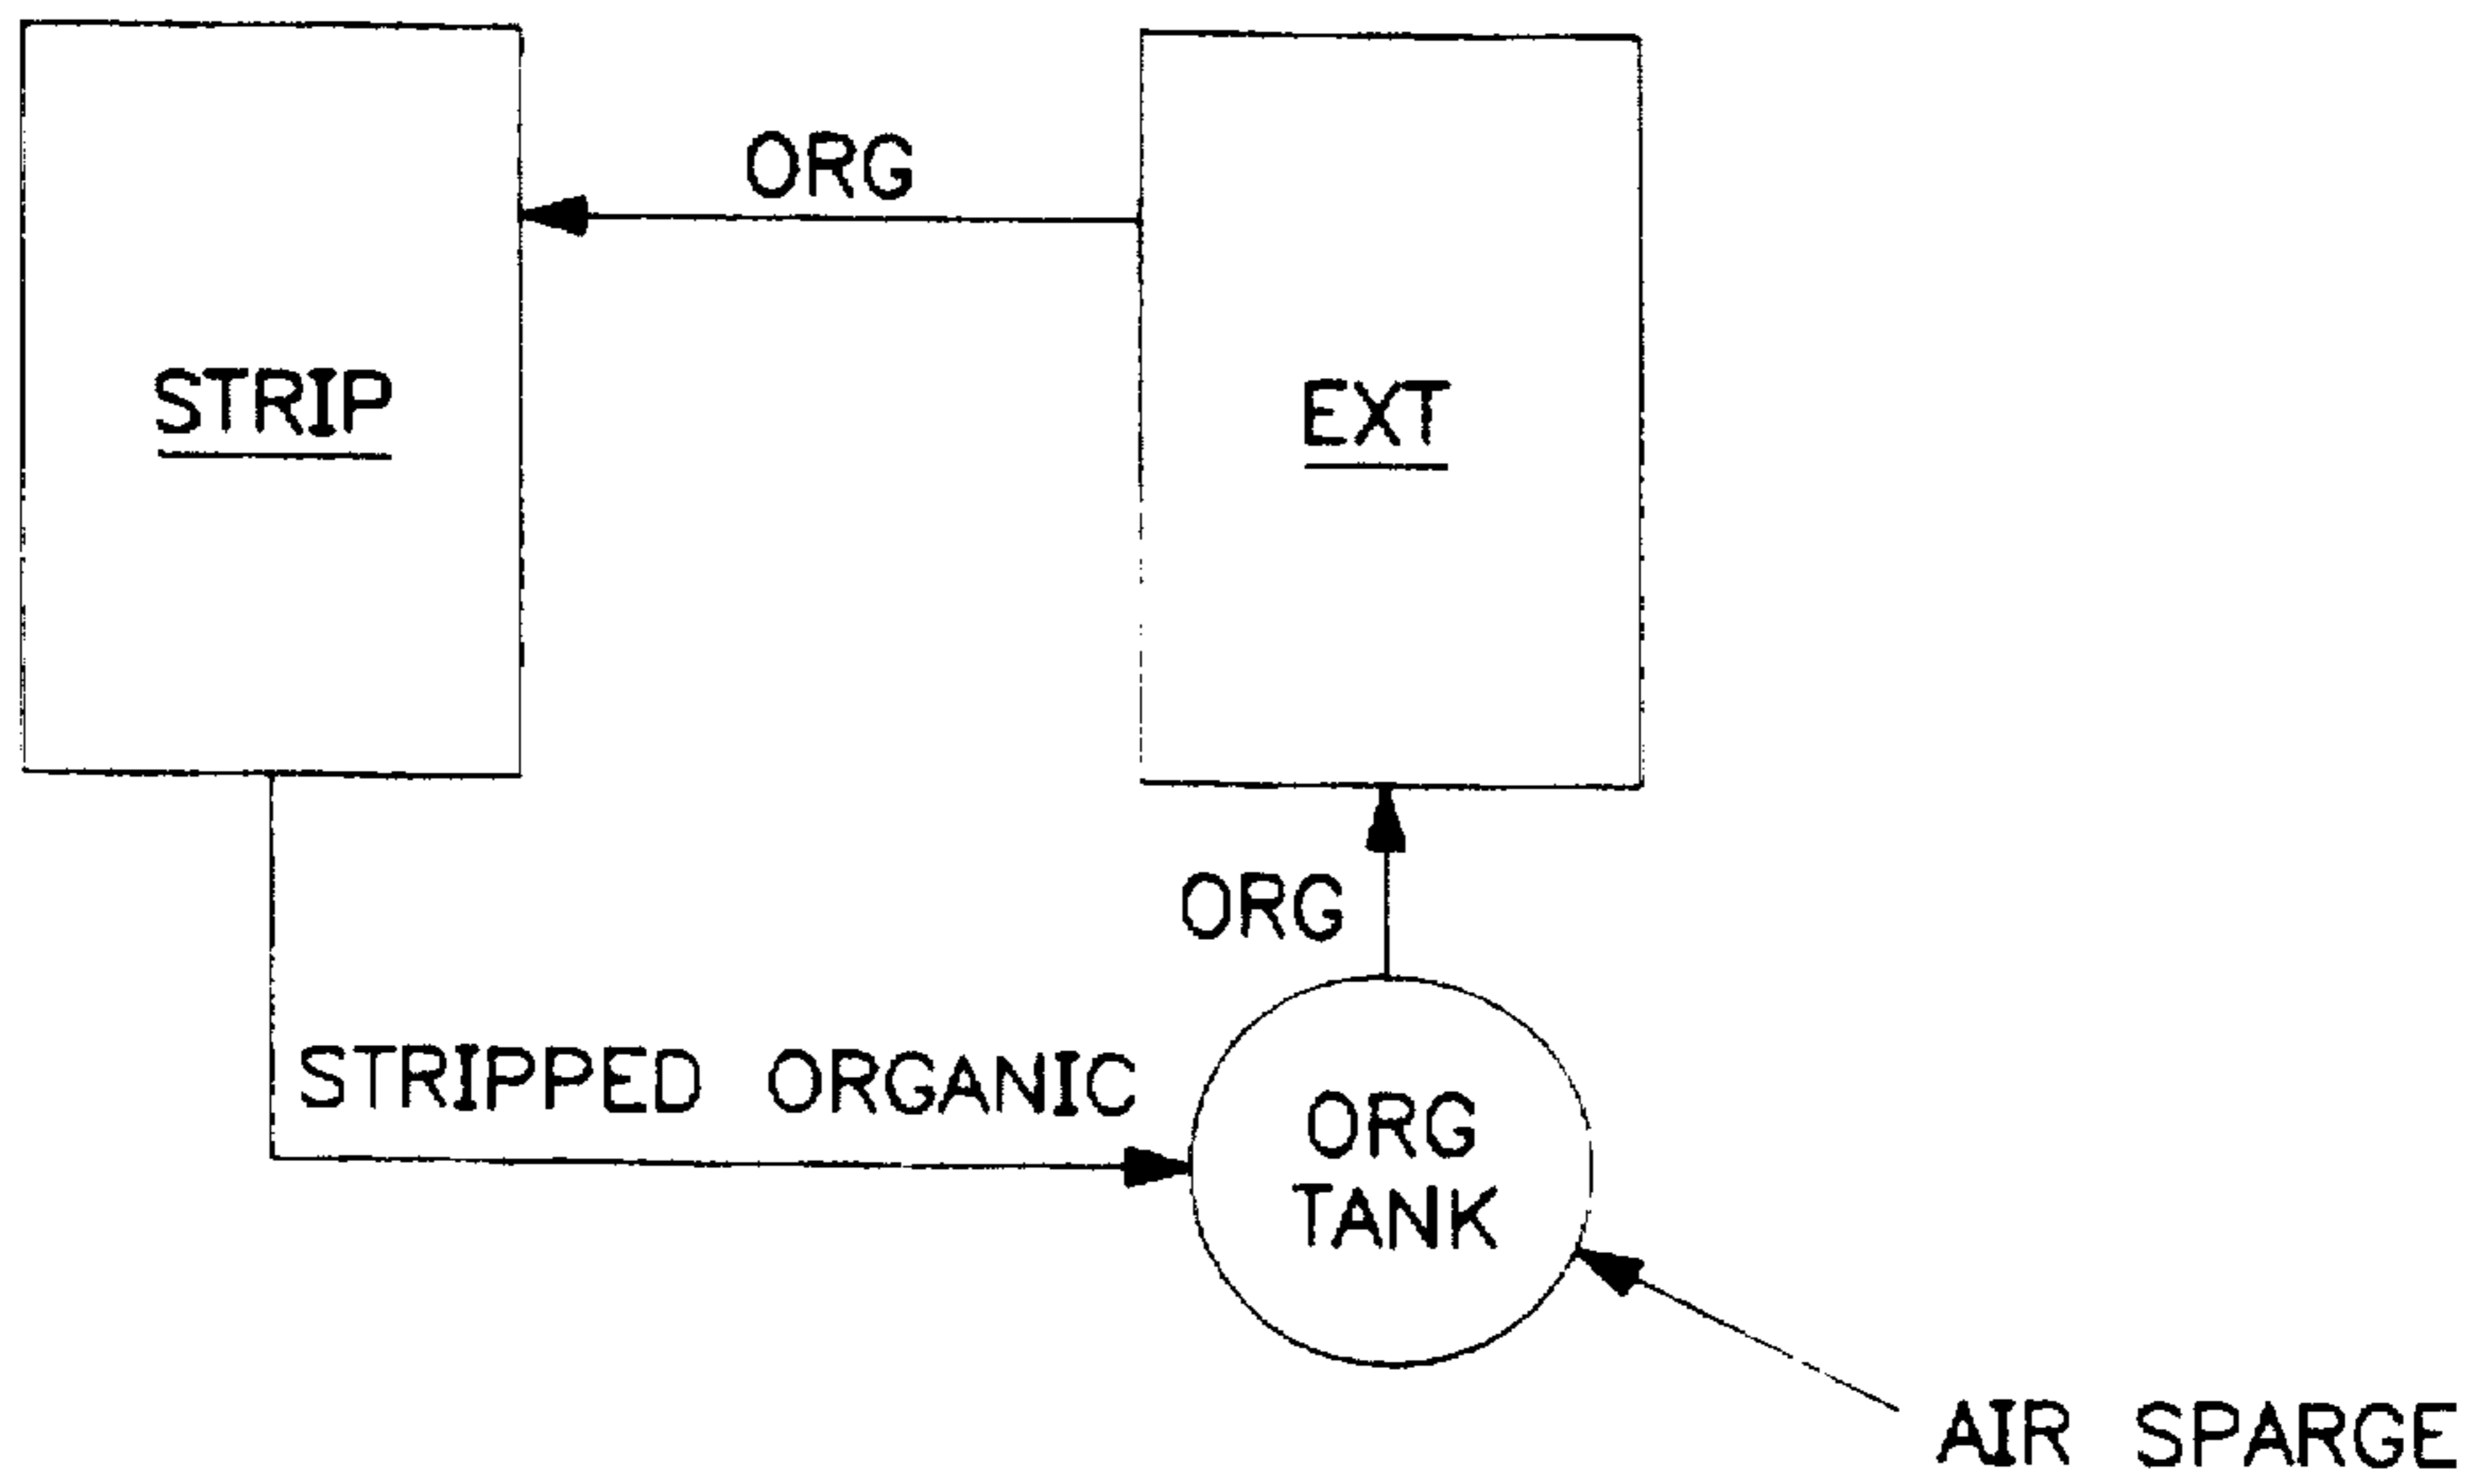 ORG
STRIP
EXT
ORG
STRIPPED ORGANIC
ORG
TANK
AIR SPARGE